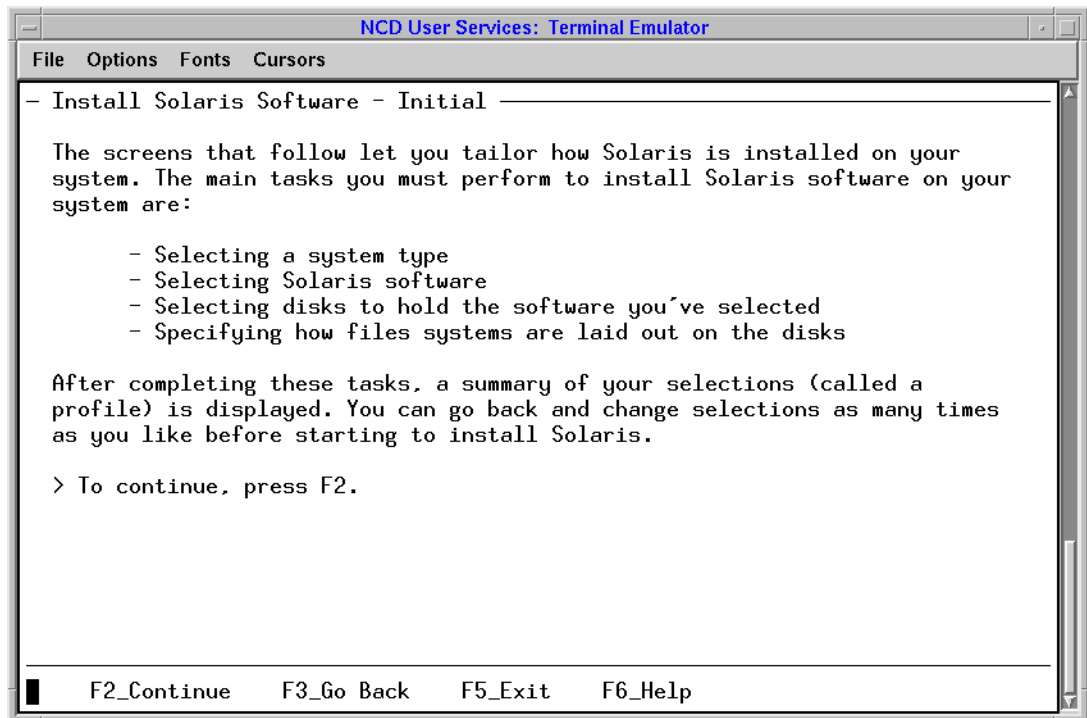 NCD User Services: Terminal Emulator
File Options Fonts Cursors
- Install Solaris Software - Initial
The screens that follow let you tailor how Solaris is installed on your
system. The main tasks you must perform to install Solaris software on your
system are:
- Selecting a system type
- Selecting Solaris software
- Selecting disks to hold the software you´ve selected
- Specifying how files systems are laid out on the disks
After completing these tasks, a summary of your selections (called a
profile) is displayed. You can go back and change selections as many times
as you like before starting to install Solaris.
> To continue, press F2.
F2_Continue F3_Go Back F5_Exit F6_Help